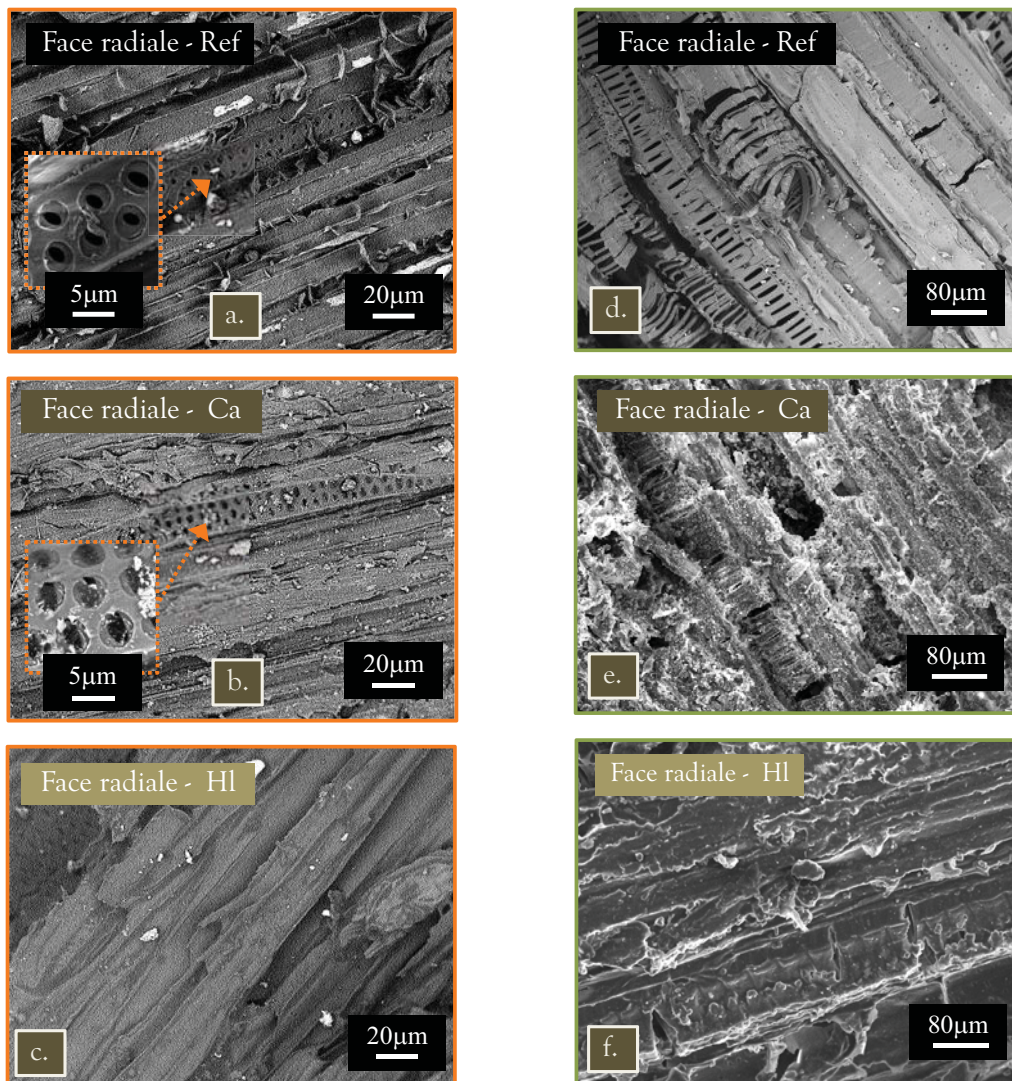 Face radiale - Ref
5µm
a.
20µm
Face radiale - Ref
d.
80µm
Face radiale - Ca
5µm
b.
20µm
Face radiale - Ca
e.
80µm
Face radiale - Hl
c.
20µm
Face radiale - Hl
f.
80µm